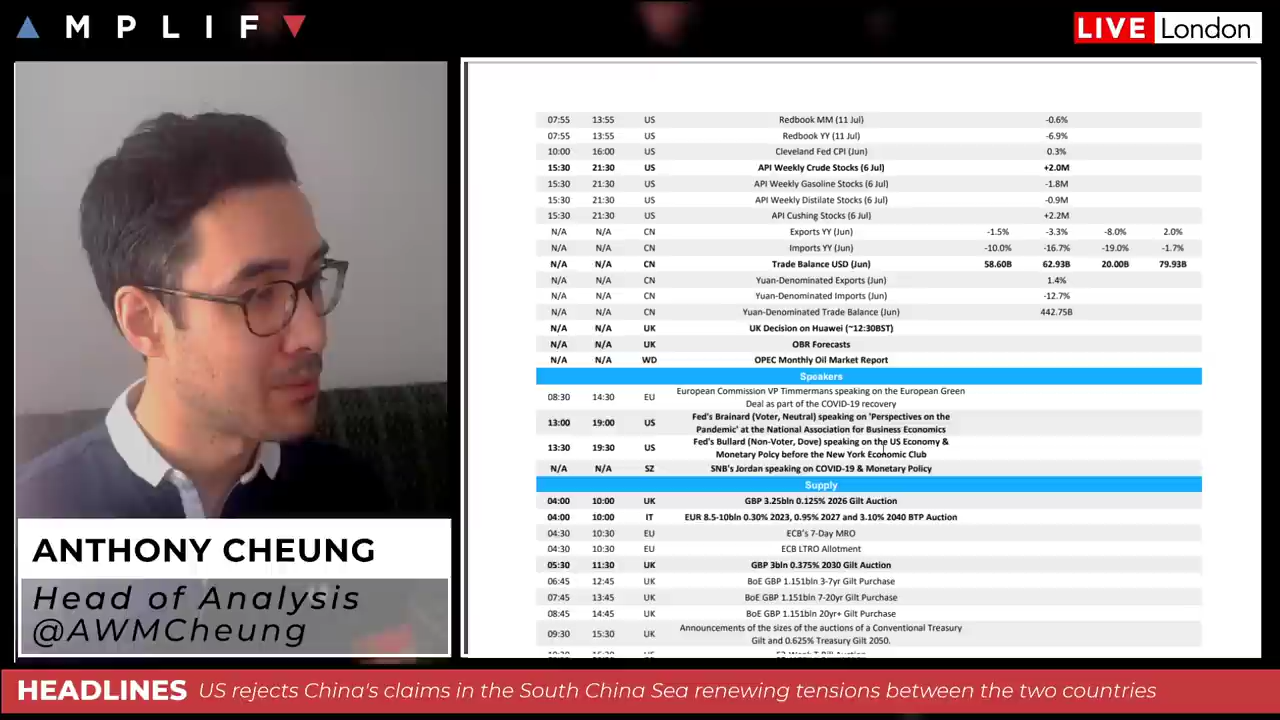 AMPLIFY
LIVE London
07:55 13:55 US Redbook MM (11 Jul) -0.6%
07:55 13:55 US Redbook YY (11 Jul) -6.9%
10:00 16:00 US Cleveland Fed CPI (Jun) 0.3%
15:30 21:30 US API Weekly Crude Stocks (6 Jul) +2.0M
15:30 21:30 US API Weekly Gasoline Stocks (6 Jul) -1.8M
15:30 21:30 US API Weekly Distilate Stocks (6 Jul) -0.9M
15:30 21:30 US API Cushing Stocks (6 Jul) +2.2M
N/A N/A CN Exports YY (Jun) -1.5% -3.3% -8.0% 2.0%
N/A N/A CN Imports YY (Jun) -10.0% -16.7% -19.0% -1.7%
N/A N/A CN Trade Balance USD (Jun) 58.60B 62.93B 20.00B 79.93B
N/A N/A CN Yuan-Denominated Exports (Jun) 1.4%
N/A N/A CN Yuan-Denominated Imports (Jun) -12.7%
N/A N/A CN Yuan-Denominated Trade Balance (Jun) 442.75B
N/A N/A UK UK Decision on Huawei (~12:30BST)
N/A N/A UK OBR Forecasts
N/A N/A WD OPEC Monthly Oil Market Report
Speakers
08:30 14:30 EU European Commission VP Timmermans speaking on the European Green
Deal as part of the COVID-19 recovery
13:00 19:00 US Fed's Brainard (Voter, Neutral) speaking on 'Perspectives on the
Pandemic' at the National Association for Business Economics
13:30 19:30 US Fed's Bullard (Non-Voter, Dove) speaking on the US Economy &
Monetary Polcy before the New York Economic Club
N/A N/A SZ SNB's Jordan speaking on COVID-19 & Monetary Policy
Supply
04:00 10:00 UK GBP 3.25bln 0.125% 2026 Gilt Auction
04:00 10:00 IT EUR 8.5-10bln 0.30% 2023, 0.95% 2027 and 3.10% 2040 BTP Auction
04:30 10:30 EU ECB's 7-Day MRO
04:30 10:30 EU ECB LTRO Allotment
05:30 11:30 UK GBP 3bln 0.375% 2030 Gilt Auction
06:45 12:45 UK BoE GBP 1.151bln 3-7yr Gilt Purchase
07:45 13:45 UK BoE GBP 1.151bln 7-20yr Gilt Purchase
08:45 14:45 UK BoE GBP 1.151bln 20yr+ Gilt Purchase
09:30 15:30 UK Announcements of the sizes of the auctions of a Conventional Treasury
Gilt and 0.625% Treasury Gilt 2050.
ANTHONY CHEUNG
Head of Analysis
@AWMCheung
HEADLINES US rejects China's claims in the South China Sea renewing tensions between the two countries